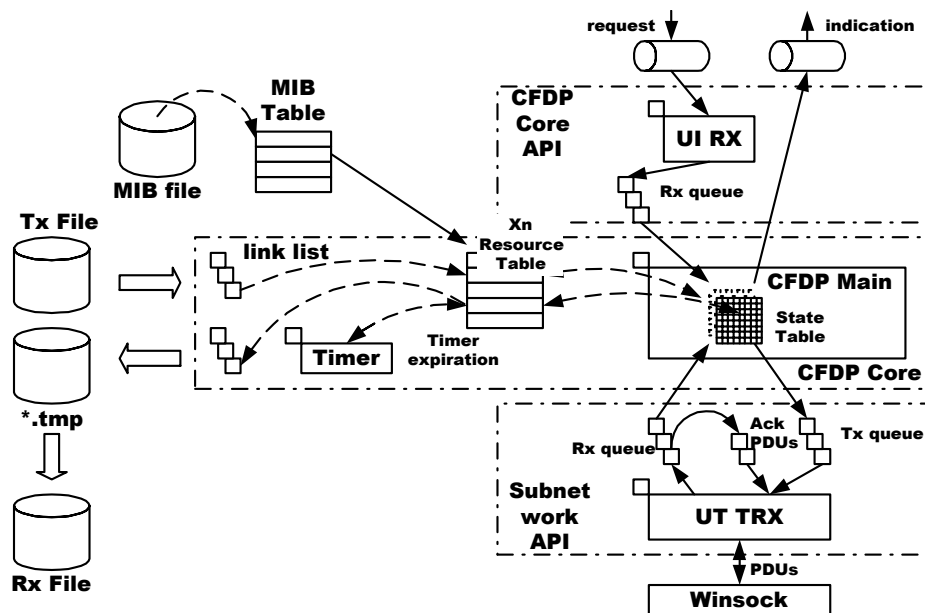 request
indication
MIB
Table
CFDP
Core
API
UI RX
MIB file
Rx queue
Tx File
Xn
Resource
Table
link list
CFDP Main
State
Table
Timer
Timer
expiration
CFDP Core
*.tmp
Ack
PDUs
Tx queue
Rx queue
Subnet
work
API
UT TRX
PDUs
Rx File
Winsock